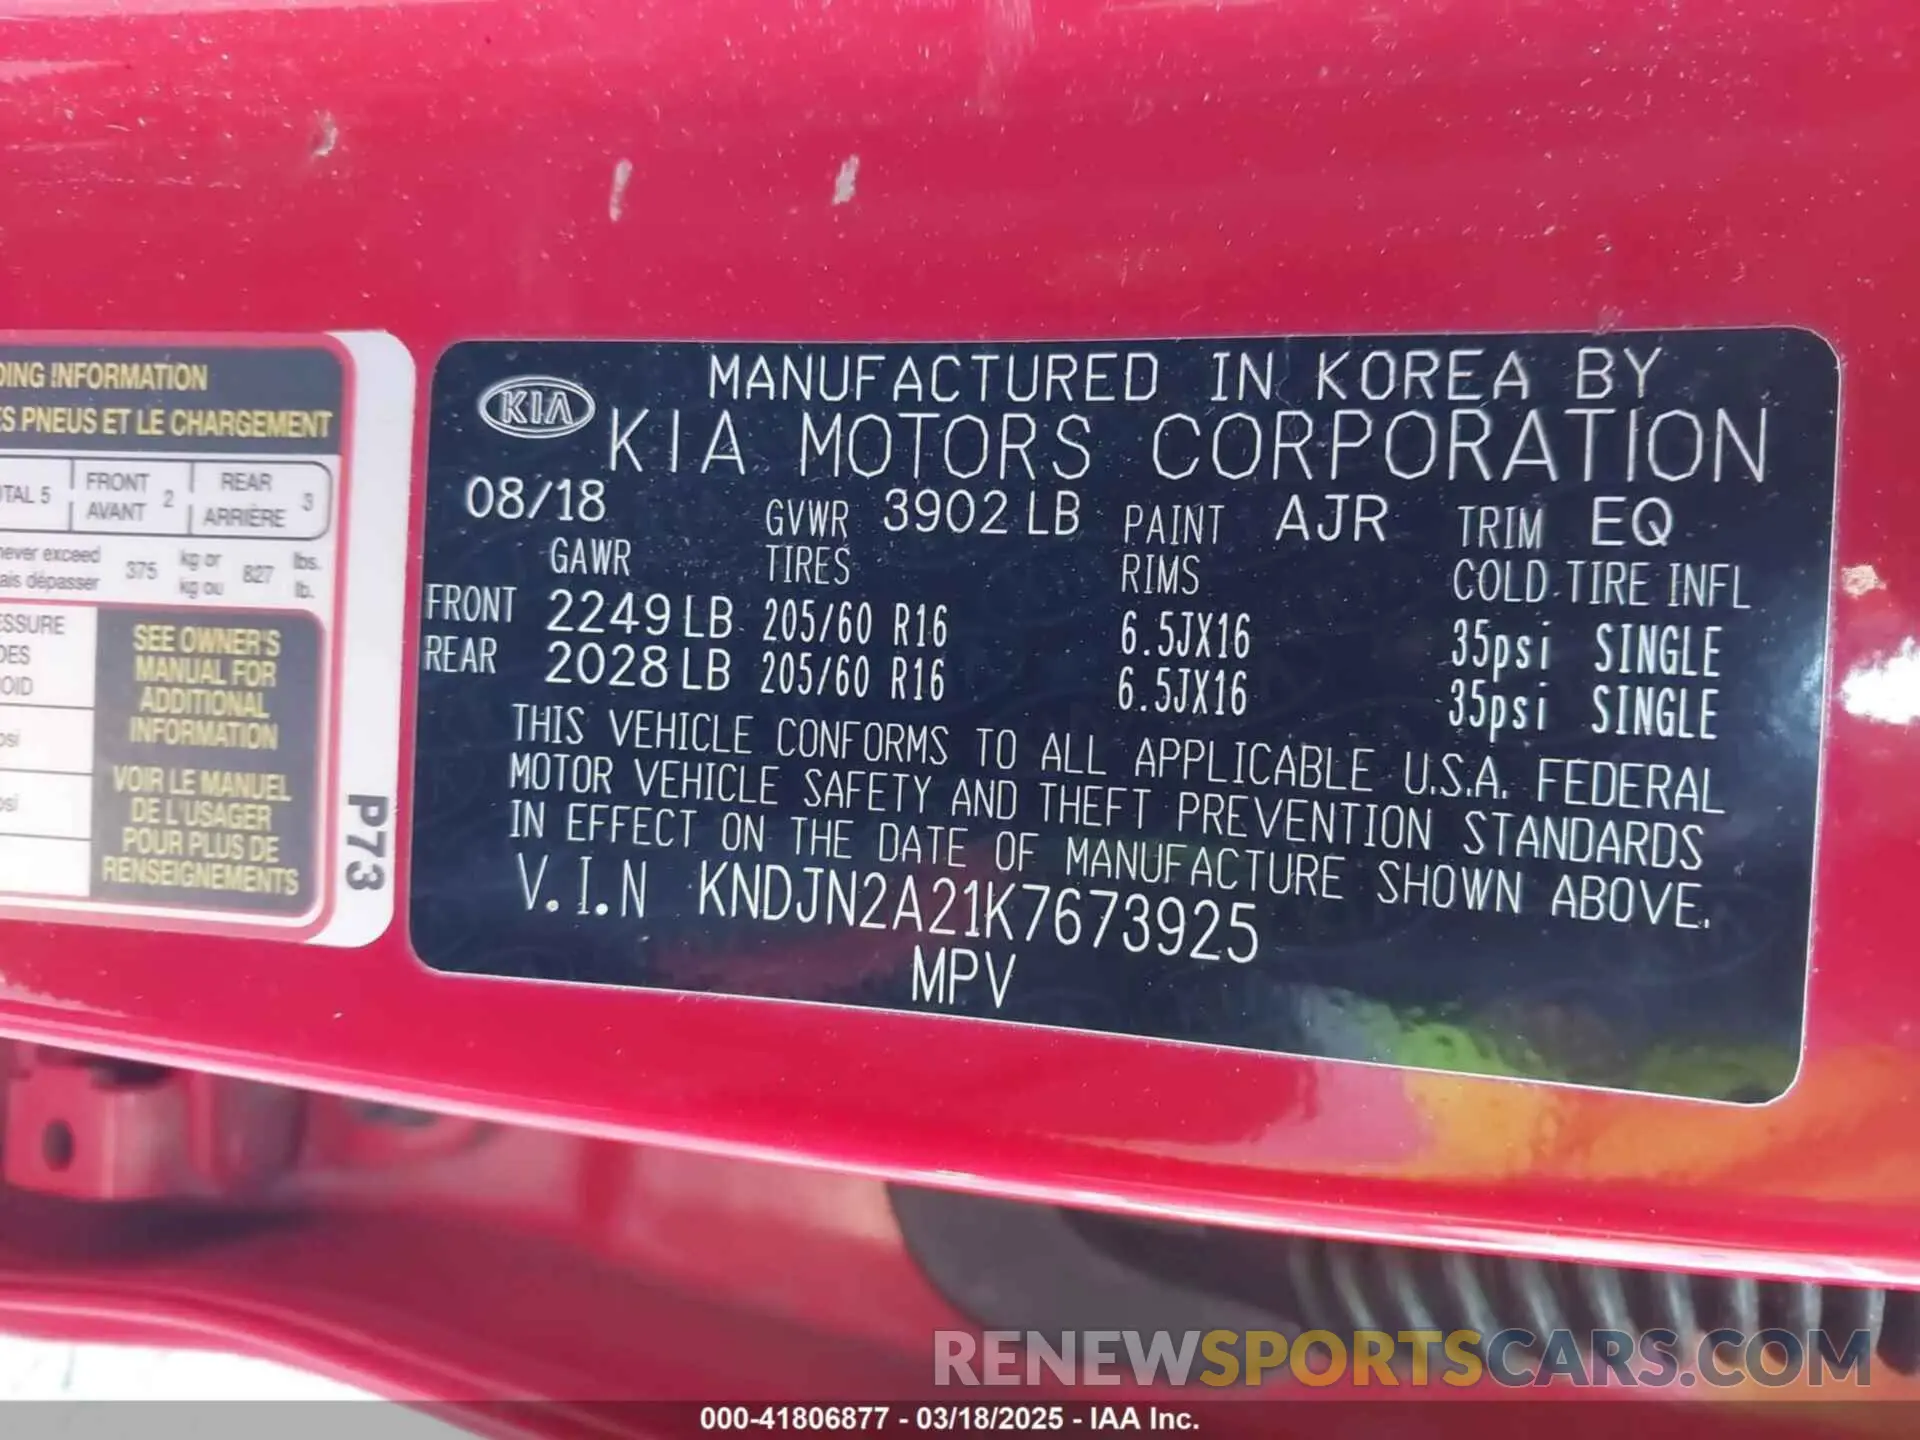 DING INFORMATION
ES PNEUS ET LE CHARGEMENT
TAL 5 FRONT AVANT 2 REAR ARRIÈRE 3
never exceed 375 kg or 827 lbs.
ais dépasser kg ou lb.
SSURE
DES
OID
psi
psi
SEE OWNER'S
MANUAL FOR
ADDITIONAL
INFORMATION
VOIR LE MANUEL
DE L'USAGER
POUR PLUS DE
RENSEIGNEMENTS
P73
KIA
MANUFACTURED IN KOREA BY
KIA MOTORS CORPORATION
08/18 GVWR 3902 LB PAINT AJR TRIM EQ
GAWR TIRES RIMS COLD TIRE INFL
FRONT 2249 LB 205/60 R16 6.5JX16 35psi SINGLE
REAR 2028 LB 205/60 R16 6.5JX16 35psi SINGLE
THIS VEHICLE CONFORMS TO ALL APPLICABLE U.S.A. FEDERAL
MOTOR VEHICLE SAFETY AND THEFT PREVENTION STANDARDS
IN EFFECT ON THE DATE OF MANUFACTURE SHOWN ABOVE.
V.I.N KNDJN2A21K7673925
MPV
RENEWSPORTSCARS.COM
000-41806877 - 03/18/2025 - IAA Inc.